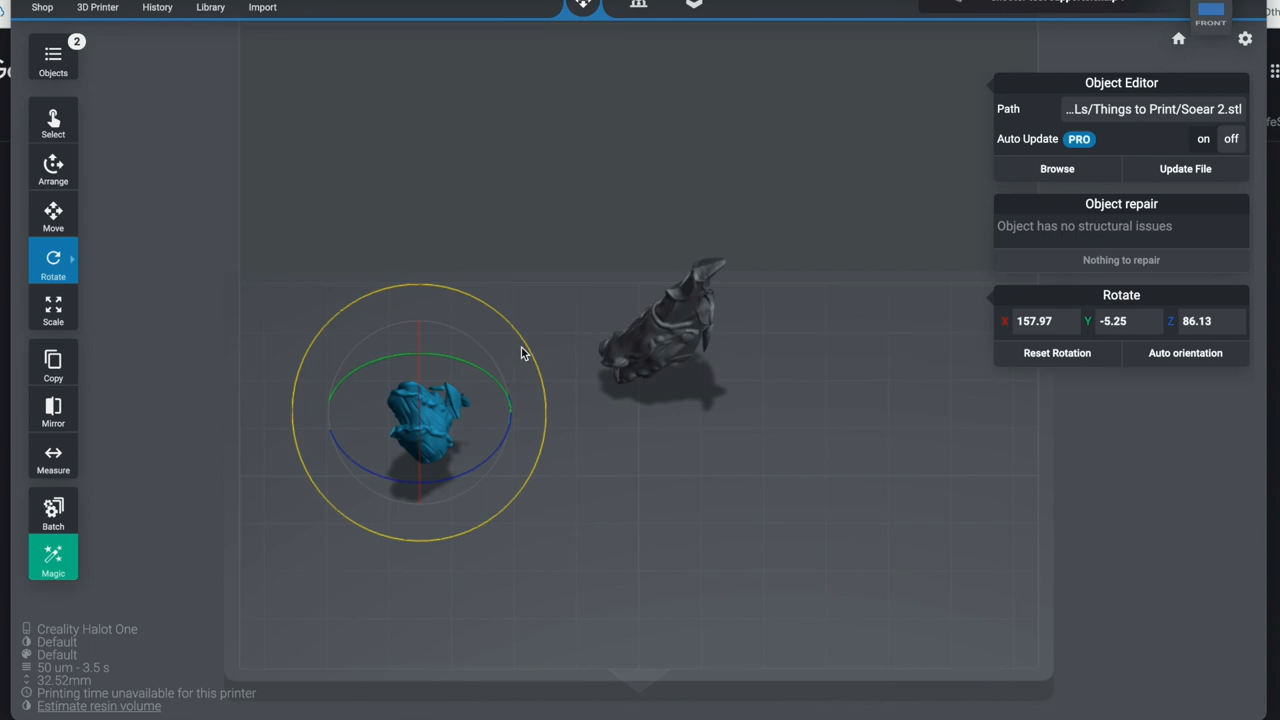 Shop
3D Printer
History
Library
Import
FRONT
2
Objects
Select
Arrange
Move
Rotate
Scale
Copy
Mirror
Measure
Batch
Magic
Object Editor
Path ...Ls/Things to Print/Soear 2.stl
Auto Update PRO on off
Browse Update File
Object repair
Object has no structural issues
Nothing to repair
Rotate
X 157.97 Y -5.25 Z 86.13
Reset Rotation Auto orientation
Creality Halot One
Default
Default
50 um - 3.5 s
32.52mm
Printing time unavailable for this printer
Estimate resin volume